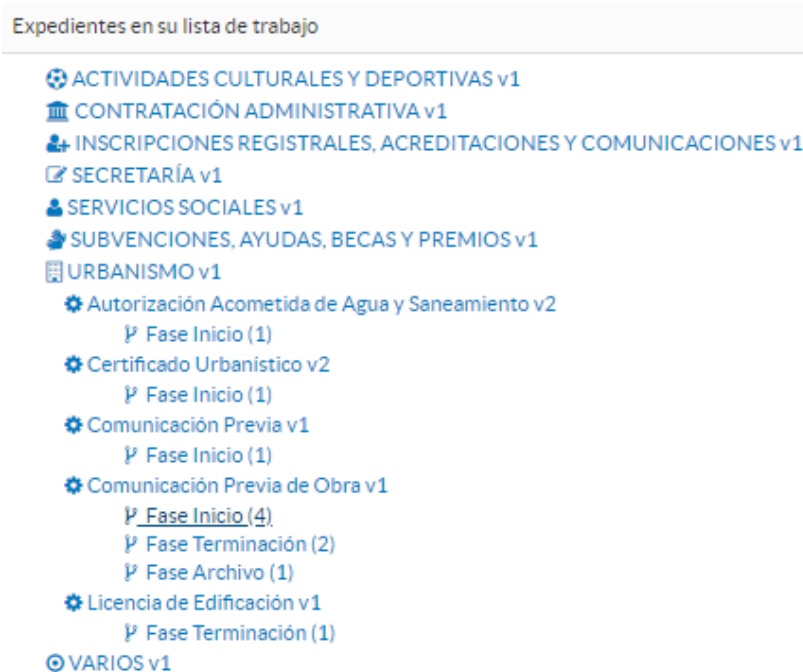 Expedientes en su lista de trabajo
ACTIVIDADES CULTURALES Y DEPORTIVAS v1
CONTRATACIÓN ADMINISTRATIVA v1
INSCRIPCIONES REGISTRALES, ACREDITACIONES Y COMUNICACIONES v1
SECRETARÍA v1
SERVICIOS SOCIALES v1
SUBVENCIONES, AYUDAS, BECAS Y PREMIOS v1
URBANISMO v1
Autorización Acometida de Agua y Saneamiento v2
Fase Inicio (1)
Certificado Urbanístico v2
Fase Inicio (1)
Comunicación Previa v1
Fase Inicio (1)
Comunicación Previa de Obra v1
Fase Inicio (4)
Fase Terminación (2)
Fase Archivo (1)
Licencia de Edificación v1
Fase Terminación (1)
VARIOS v1